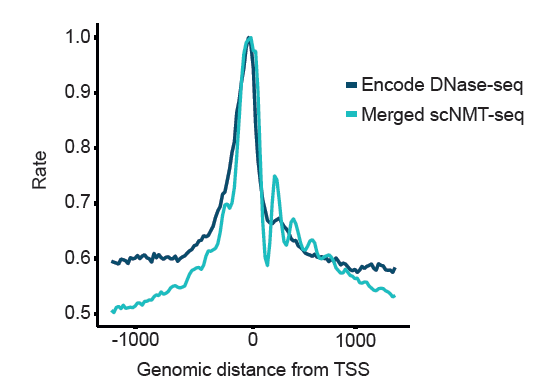 1.0
0.9
0.8
0.7
0.6
0.5
Rate
Encode DNase-seq
Merged scNMT-seq
-1000 0 1000
Genomic distance from TSS